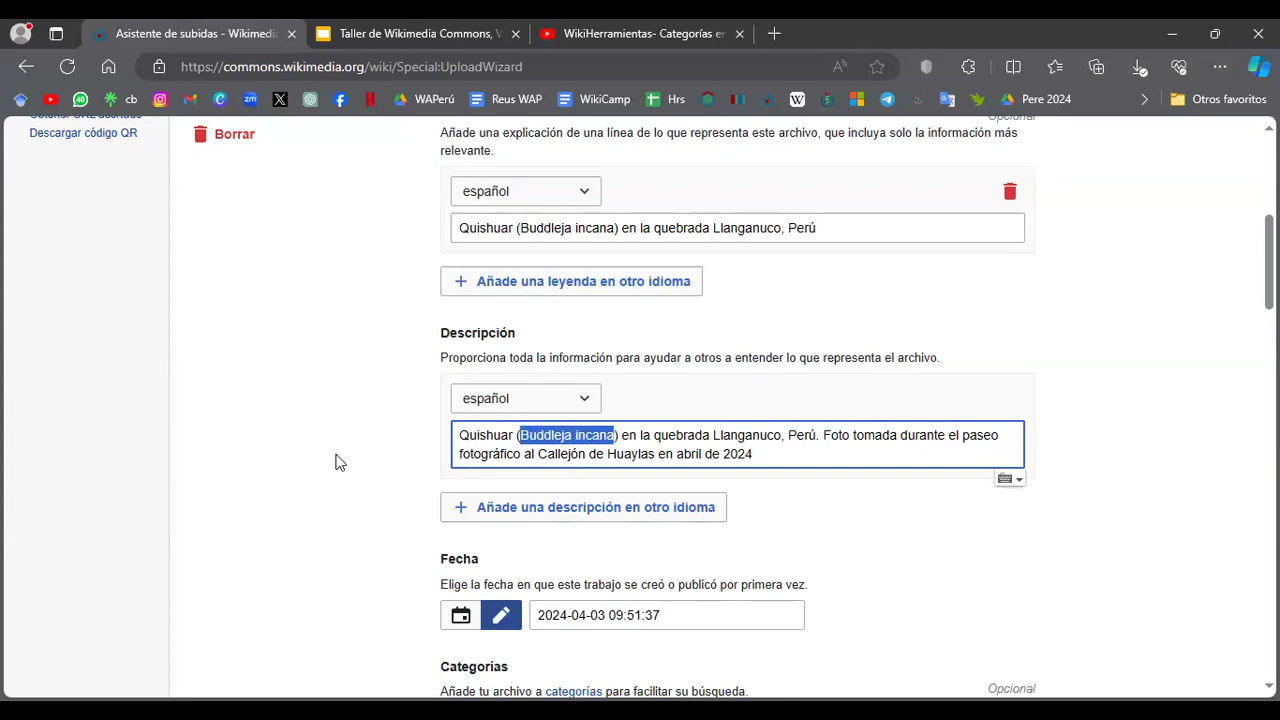 Asistente de subidas - Wikimedi
Taller de Wikimedia Commons, V
WikiHerramientas- Categorías en
https://commons.wikimedia.org/wiki/Special:UploadWizard
cb
WAPerú
Reus WAP
WikiCamp
Hrs
Pere 2024
Otros favoritos
Descargar código QR
Borrar
Opcional
Añade una explicación de una línea de lo que representa este archivo, que incluya solo la información más
relevante.
español
Quishuar (Buddleja incana) en la quebrada Llanganuco, Perú
Añade una leyenda en otro idioma
Descripción
Proporciona toda la información para ayudar a otros a entender lo que representa el archivo.
español
Quishuar (Buddleja incana) en la quebrada Llanganuco, Perú. Foto tomada durante el paseo
fotográfico al Callejón de Huaylas en abril de 2024
Añade una descripción en otro idioma
Fecha
Elige la fecha en que este trabajo se creó o publicó por primera vez.
2024-04-03 09:51:37
Categorías
Opcional
Añade tu archivo a categorías para facilitar su búsqueda.